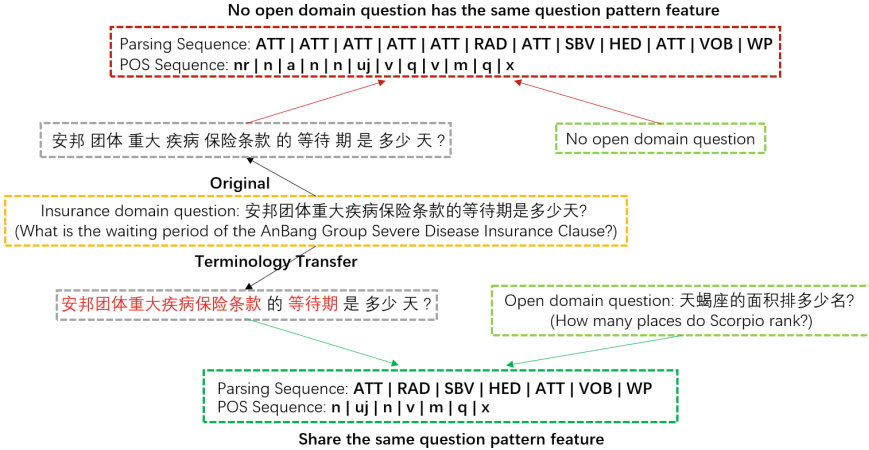 No open domain question has the same question pattern feature
Parsing Sequence: ATT | ATT | ATT | ATT | ATT | RAD | ATT | SBV | HED | ATT | VOB | WP
POS Sequence: nr | n | a | n | n | uj | v | q | v | m | q | x
安邦 团体 重大 疾病 保险条款 的 等待 期 是 多少 天 ?
No open domain question
Original
Insurance domain question: 安邦团体重大疾病保险条款的等待期是多少天?
(What is the waiting period of the AnBang Group Severe Disease Insurance Clause?)
Terminology Transfer
安邦团体重大疾病保险条款 的 等待期 是 多少 天 ?
Open domain question: 天蝎座的面积排多少名?
(How many places do Scorpio rank?)
Parsing Sequence: ATT | RAD | SBV | HED | ATT | VOB | WP
POS Sequence: n | uj | n | v | m | q | x
Share the same question pattern feature